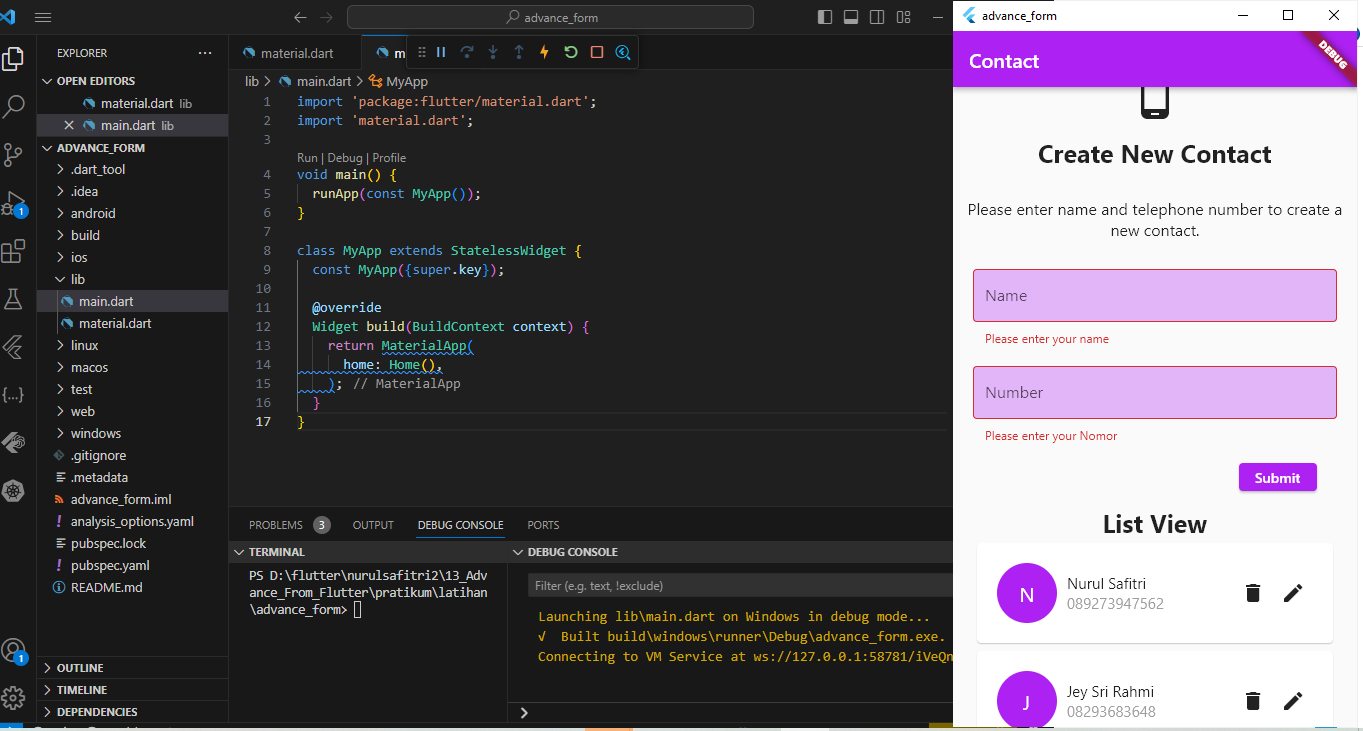 advance_form
EXPLORER
OPEN EDITORS
material.dart lib
main.dart lib
ADVANCE_FORM
.dart_tool
.idea
android
build
ios
lib
main.dart
material.dart
linux
macos
test
web
windows
.gitignore
.metadata
advance_form.iml
analysis_options.yaml
pubspec.lock
pubspec.yaml
README.md
OUTLINE
TIMELINE
DEPENDENCIES
1
1
material.dart
m
lib > main.dart > MyApp
1 import 'package:flutter/material.dart';
2 import 'material.dart';
3
Run | Debug | Profile
4 void main() {
5 runApp(const MyApp());
6 }
7
8 class MyApp extends StatelessWidget {
9 const MyApp({super.key});
10
11 @override
12 Widget build(BuildContext context) {
13 return MaterialApp(
14 home: Home(),
15 ); // MaterialApp
16 }
17 }
PROBLEMS 3 OUTPUT DEBUG CONSOLE PORTS
TERMINAL
PS D:\flutter\nurulsafitri2\13_Adv
ance_From_Flutter\pratikum\latihan
\advance_form>
DEBUG CONSOLE
Filter (e.g. text, !exclude)
Launching lib\main.dart on Windows in debug mode...
√ Built build\windows\runner\Debug\advance_form.exe.
Connecting to VM Service at ws://127.0.0.1:58781/iVeQn
advance_form
Contact
DEBUG
Create New Contact
Please enter name and telephone number to create a
new contact.
Name
Please enter your name
Number
Please enter your Nomor
Submit
List View
N
Nurul Safitri
089273947562
J
Jey Sri Rahmi
08293683648